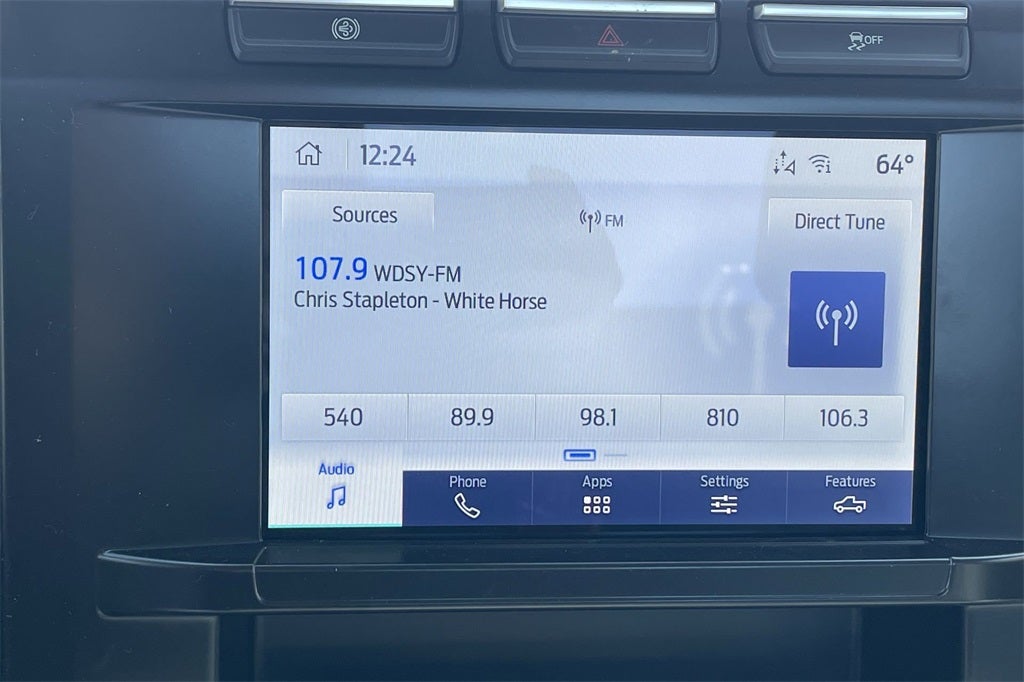 OFF
12:24
64°
Sources
FM
Direct Tune
107.9 WDSY-FM
Chris Stapleton - White Horse
540 89.9 98.1 810 106.3
Audio Phone Apps Settings Features